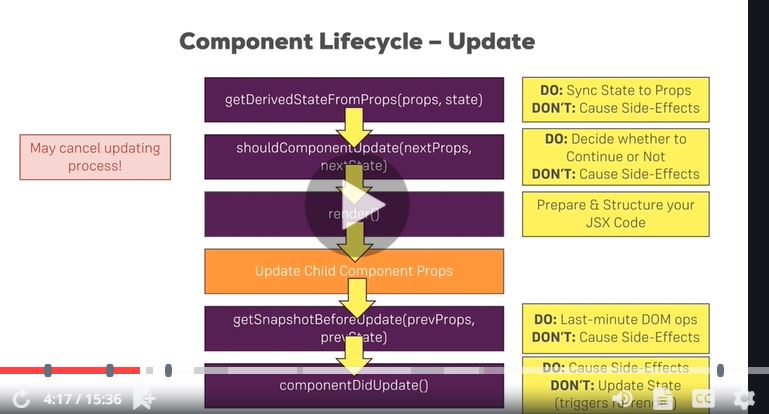 Component Lifecycle – Update
getDerivedStateFromProps(props, state)
DO: Sync State to Props
DON'T: Cause Side-Effects
May cancel updating
process!
shouldComponentUpdate(nextProps,
nextState)
DO: Decide whether to
Continue or Not
DON'T: Cause Side-Effects
render()
Prepare & Structure your
JSX Code
Update Child Component Props
getSnapshotBeforeUpdate(prevProps,
prevState)
DO: Last-minute DOM ops
DON'T: Cause Side-Effects
componentDidUpdate()
DO: Cause Side-Effects
DON'T: Update State
(triggers re-render)
4:17 / 15:36
CC